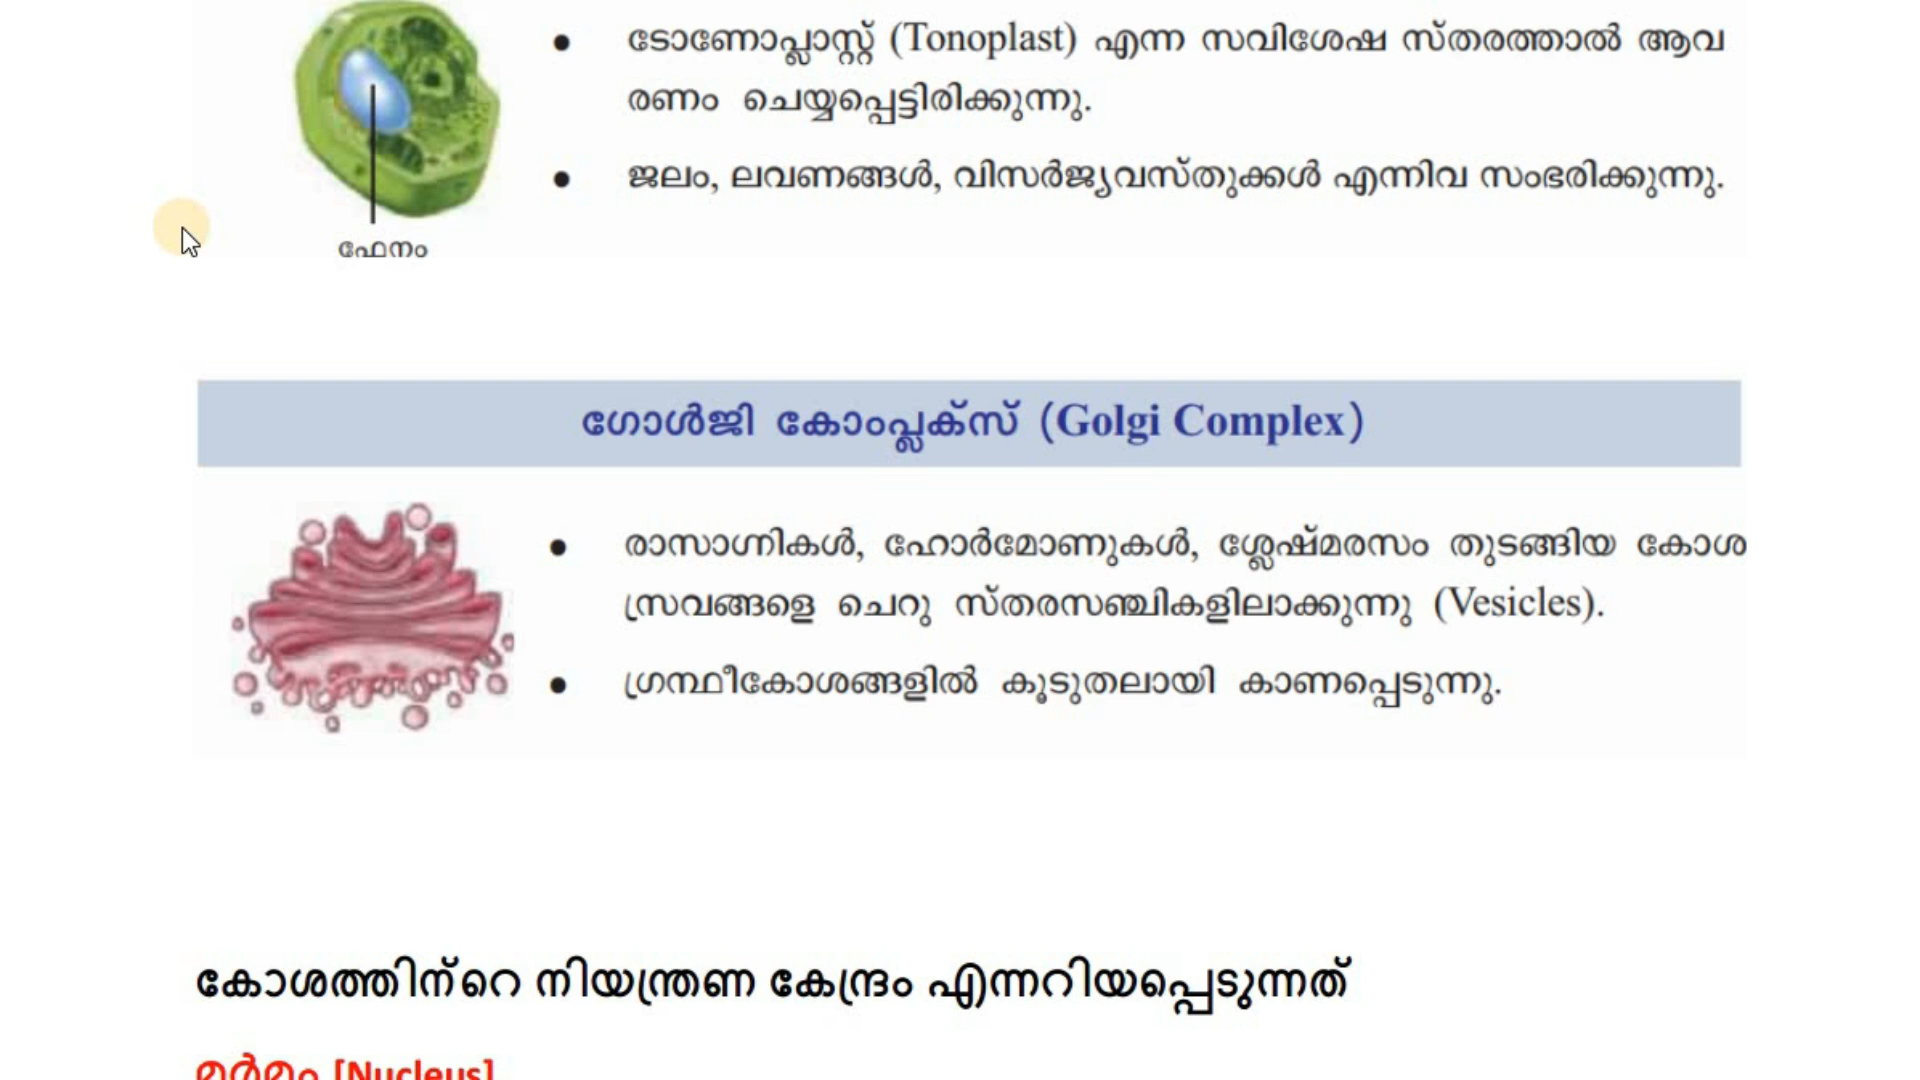 • ടോണോപ്ലാസ്റ്റ് (Tonoplast) എന്ന സവിശേഷ സ്തരത്താൽ ആവ
രണം ചെയ്യപ്പെട്ടിരിക്കുന്നു.
• ജലം, ലവണങ്ങൾ, വിസർജ്യവസ്തുക്കൾ എന്നിവ സംഭരിക്കുന്നു.
ഫേനം
ഗോൾജി കോംപ്ലക്സ് (Golgi Complex)
• രാസാഗ്നികൾ, ഹോർമോണുകൾ, ശ്ലേഷ്മരസം തുടങ്ങിയ കോശ
സ്രവങ്ങളെ ചെറു സ്തരസഞ്ചികളിലാക്കുന്നു (Vesicles).
• ഗ്രന്ഥീകോശങ്ങളിൽ കൂടുതലായി കാണപ്പെടുന്നു.
കോശത്തിന്റെ നിയന്ത്രണ കേന്ദ്രം എന്നറിയപ്പെടുന്നത്
മർമം [Nucleus]